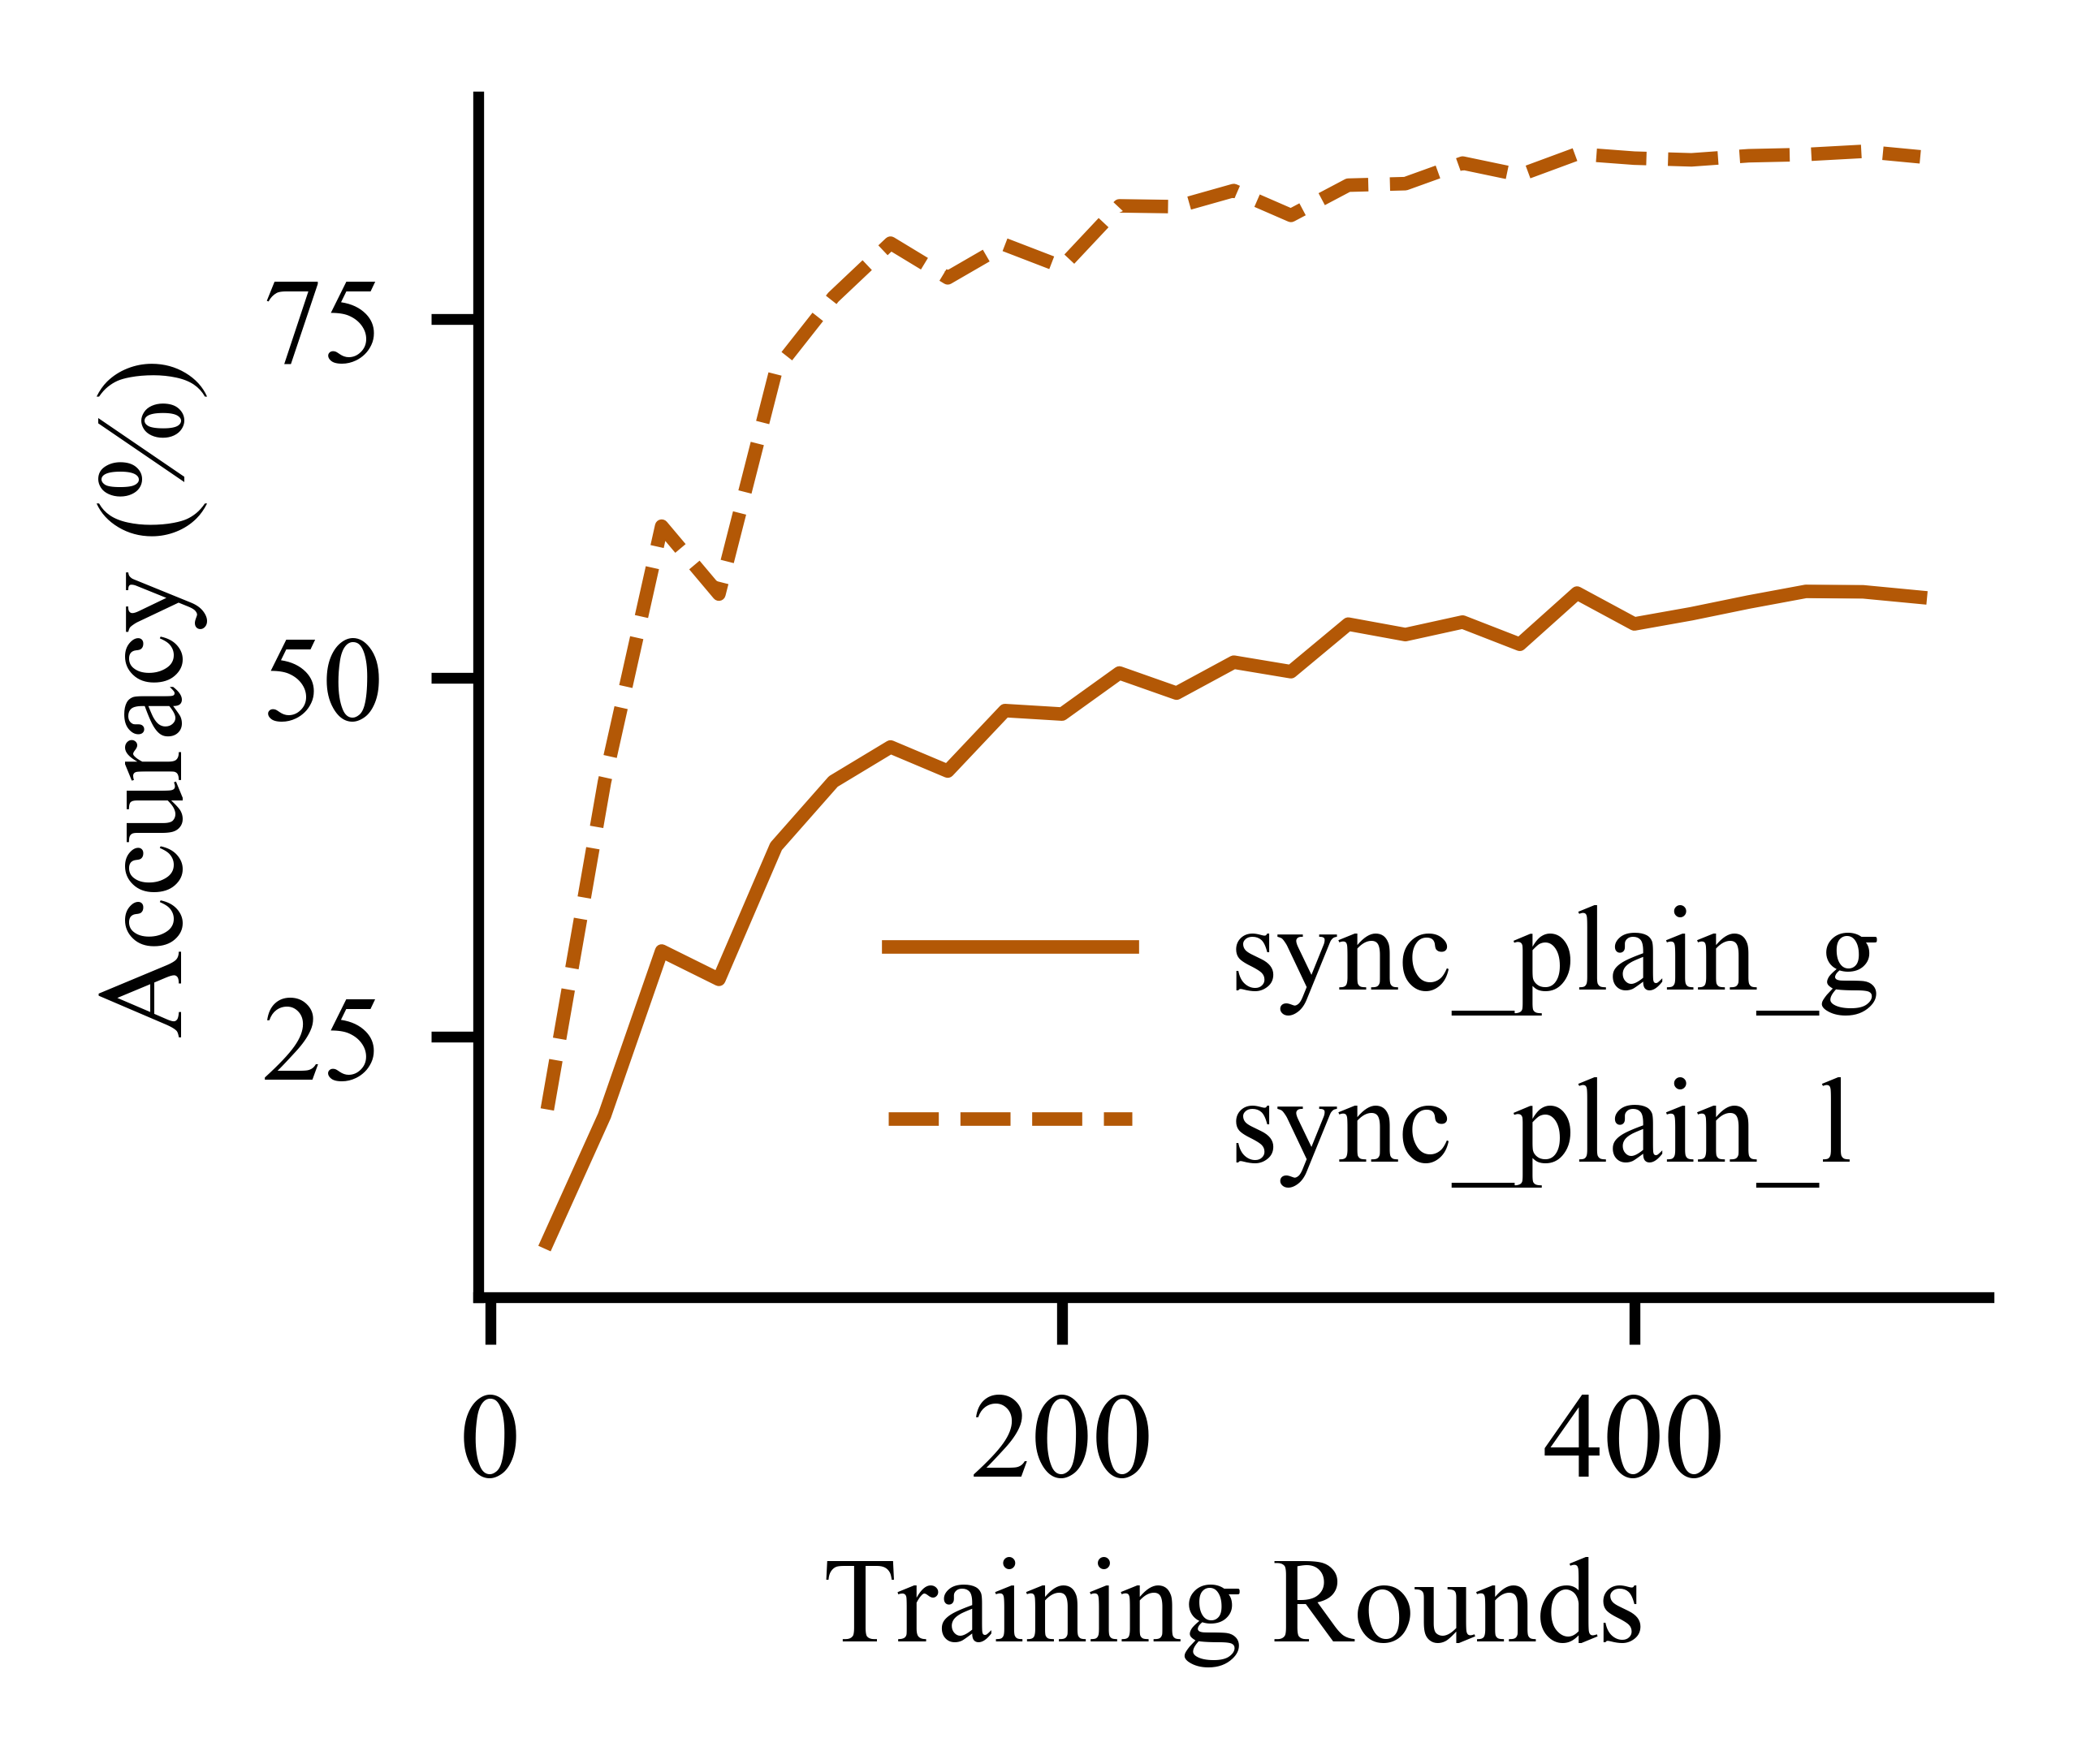 Accuracy (%)
75
50
25
sync_plain_g
sync_plain_l
0 200 400
Training Rounds